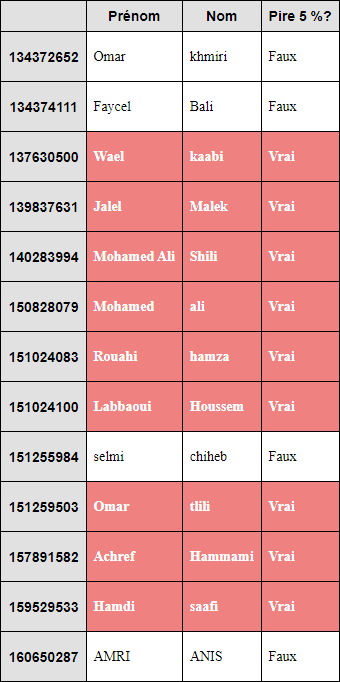 Prénom Nom Pire 5 %?
134372652 Omar khmiri Faux
134374111 Faycel Bali Faux
137630500 Wael kaabi Vrai
139837631 Jalel Malek Vrai
140283994 Mohamed Ali Shili Vrai
150828079 Mohamed ali Vrai
151024083 Rouahi hamza Vrai
151024100 Labbaoui Houssem Vrai
151255984 selmi chiheb Faux
151259503 Omar tlili Vrai
157891582 Achref Hammami Vrai
159529533 Hamdi saafi Vrai
160650287 AMRI ANIS Faux